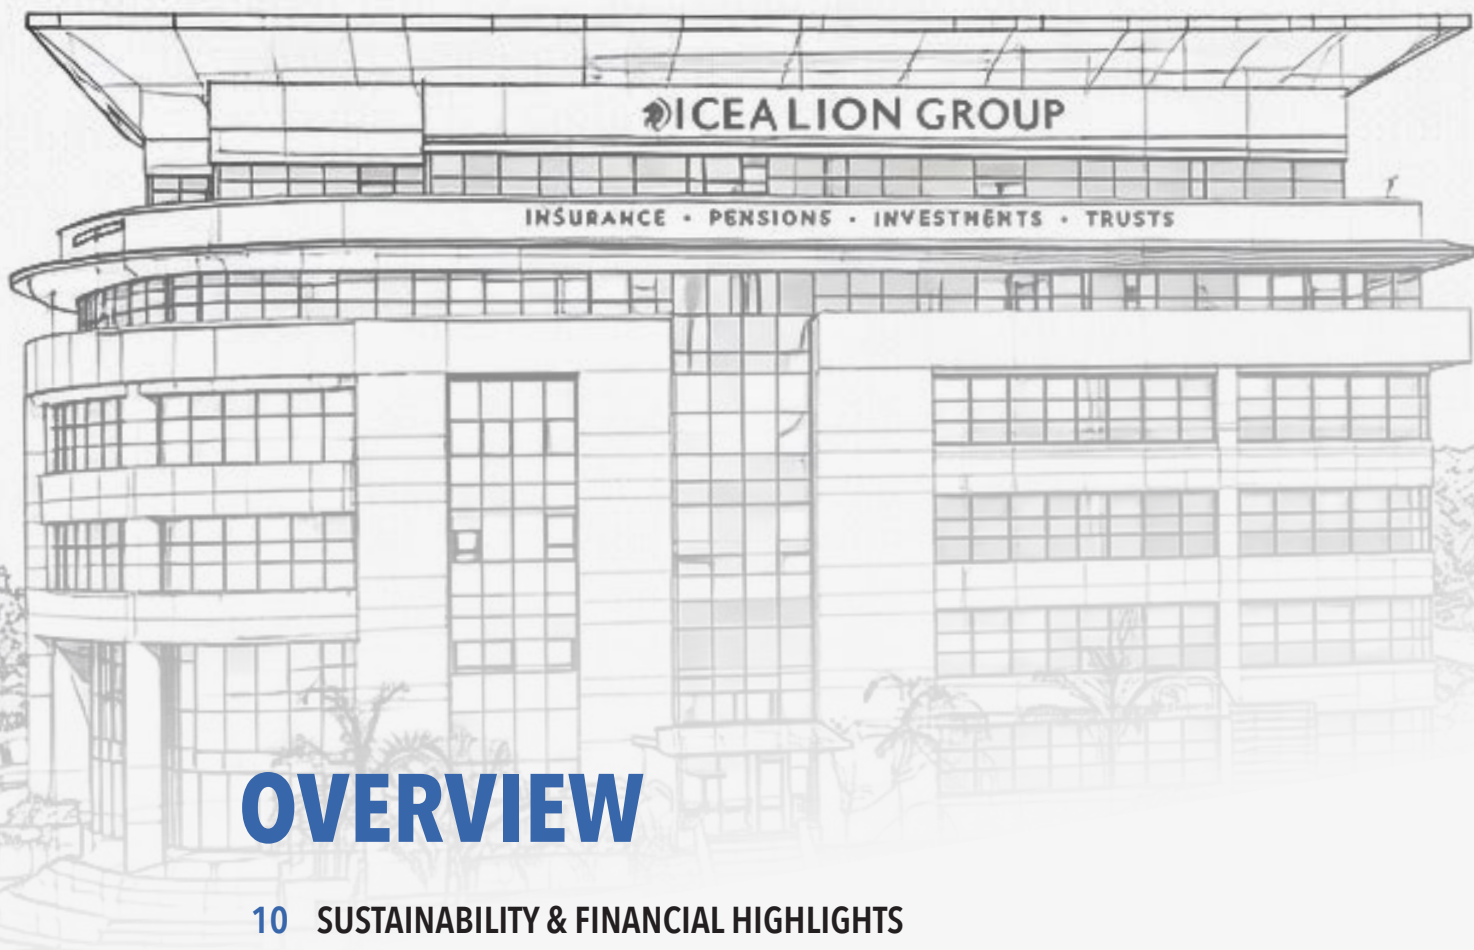 ICEA LION GROUP
INSURANCE • PENSIONS • INVESTMENTS • TRUSTS
OVERVIEW
10 SUSTAINABILITY & FINANCIAL HIGHLIGHTS